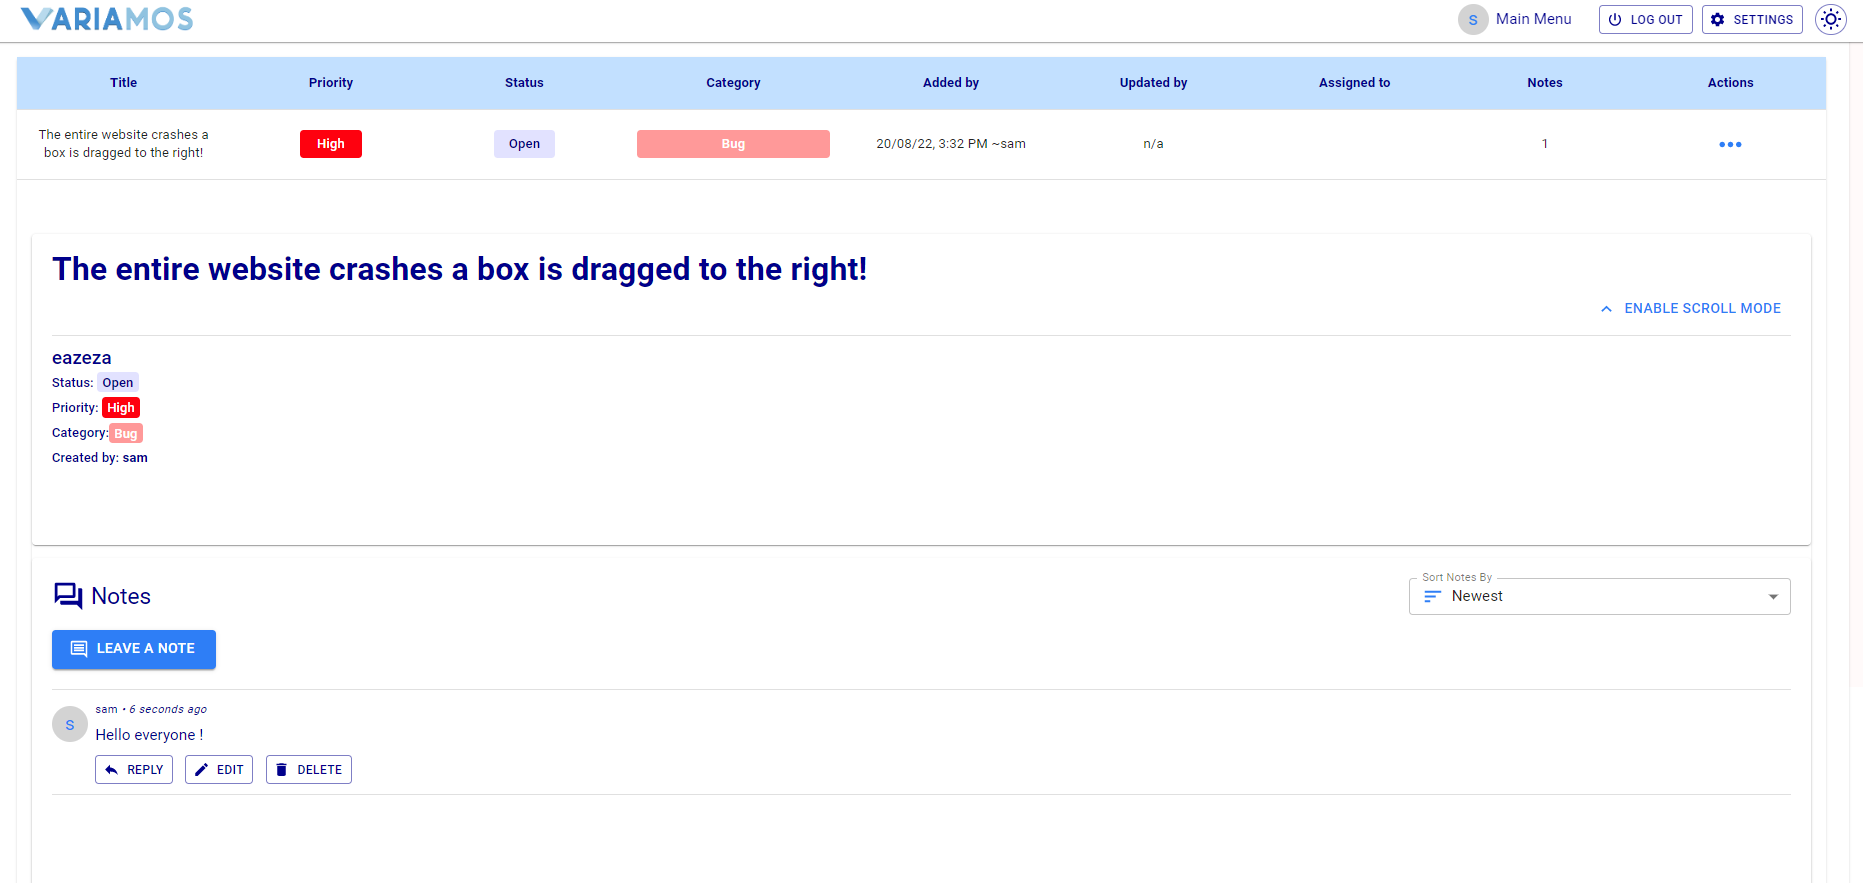 VARIAMOS
S Main Menu LOG OUT SETTINGS
Title Priority Status Category Added by Updated by Assigned to Notes Actions
The entire website crashes a
box is dragged to the right!
High Open Bug 20/08/22, 3:32 PM ~sam n/a 1
The entire website crashes a box is dragged to the right!
ENABLE SCROLL MODE
eazeza
Status: Open
Priority: High
Category: Bug
Created by: sam
Notes
Sort Notes By
Newest
LEAVE A NOTE
S
sam • 6 seconds ago
Hello everyone !
REPLY EDIT DELETE